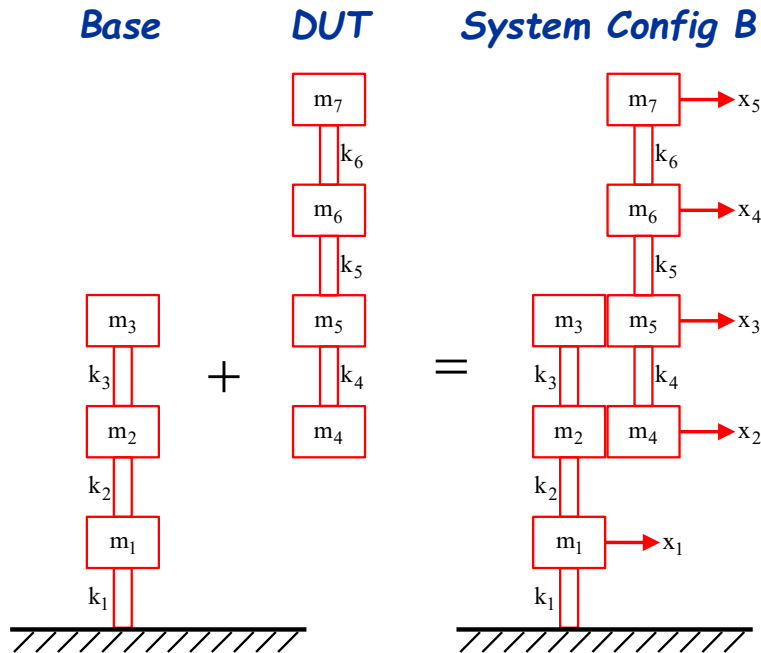 Base DUT System Config B
m₇ m₇ x₅
k₆ k₆
m₆ m₆ x₄
k₅ k₅
m₃ m₅ m₃ m₅ x₃
k₃ + k₄ = k₃ k₄
m₂ m₄ m₂ m₄ x₂
k₂ k₂
m₁ m₁ x₁
k₁ k₁